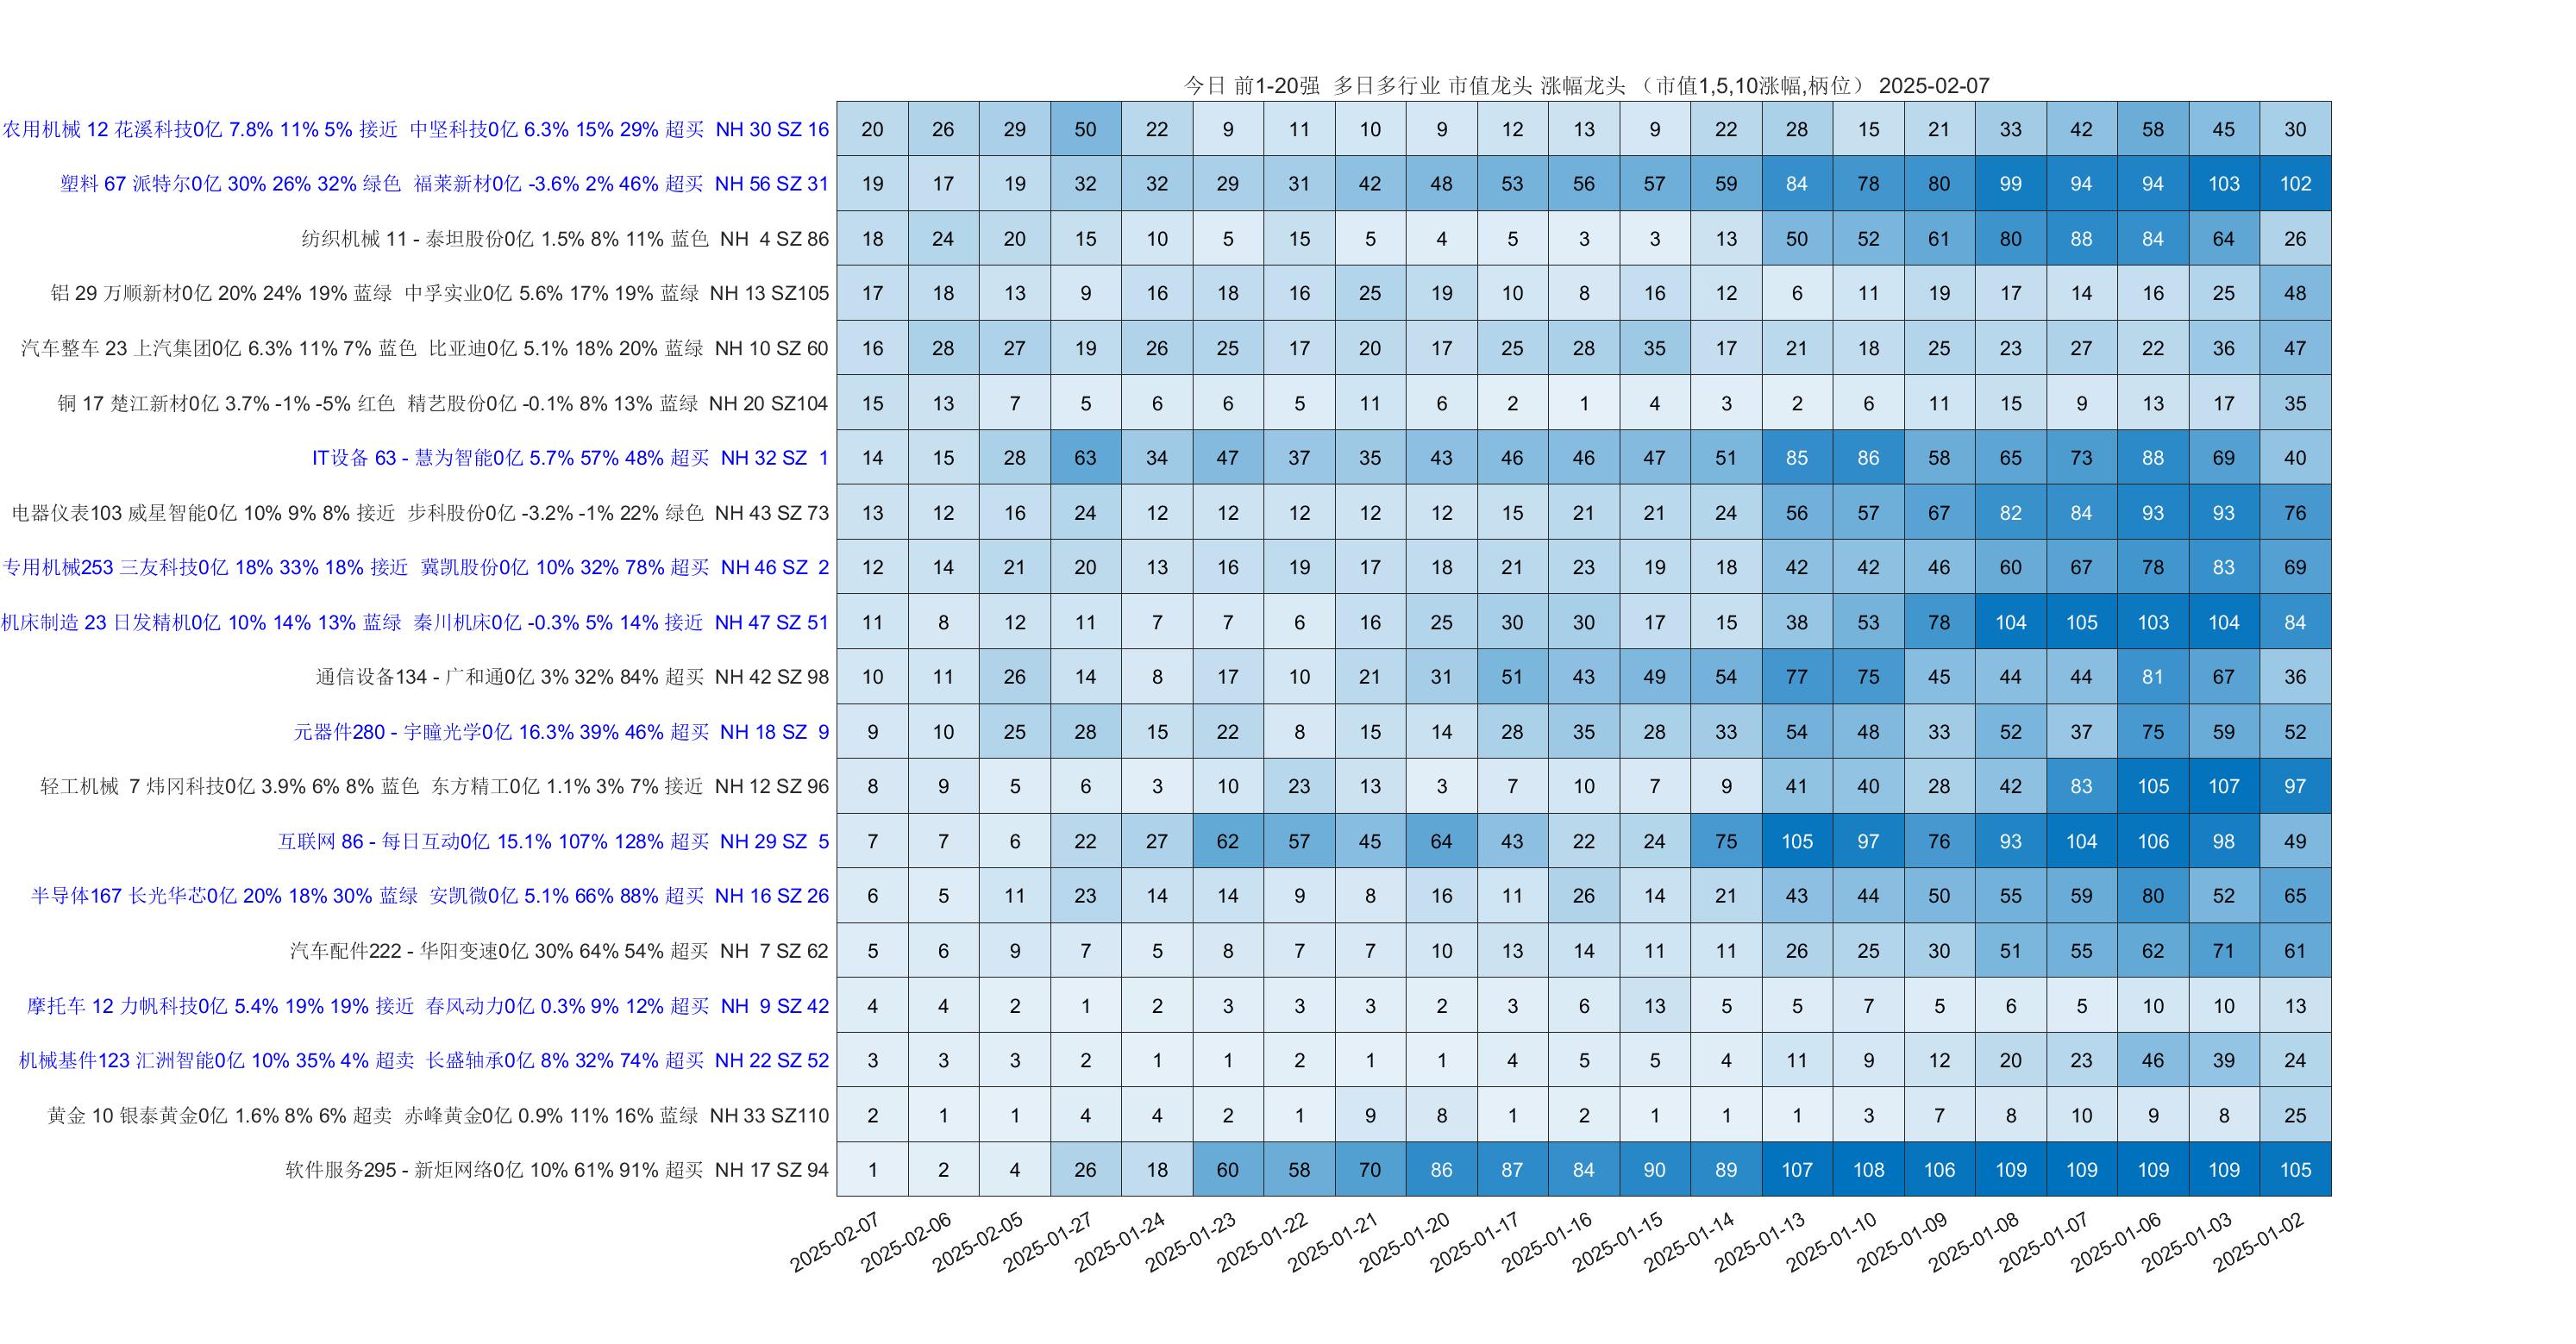 今日 前1-20强 多日多行业 市值龙头 涨幅龙头 （市值1,5,10涨幅,柄位） 2025-02-07
农用机械 12 花溪科技0亿 7.8% 11% 5% 接近 中坚科技0亿 6.3% 15% 29% 超买 NH 30 SZ 16 20 26 29 50 22 9 11 10 9 12 13 9 22 28 15 21 33 42 58 45 30
塑料 67 派特尔0亿 30% 26% 32% 绿色 福莱新材0亿 -3.6% 2% 46% 超买 NH 56 SZ 31 19 17 19 32 32 29 31 42 48 53 56 57 59 84 78 80 99 94 94 103 102
纺织机械 11 - 泰坦股份0亿 1.5% 8% 11% 蓝色 NH 4 SZ 86 18 24 20 15 10 5 15 5 4 5 3 3 13 50 52 61 80 88 84 64 26
铝 29 万顺新材0亿 20% 24% 19% 蓝绿 中孚实业0亿 5.6% 17% 19% 蓝绿 NH 13 SZ105 17 18 13 9 16 18 16 25 19 10 8 16 12 6 11 19 17 14 16 25 48
汽车整车 23 上汽集团0亿 6.3% 11% 7% 蓝色 比亚迪0亿 5.1% 18% 20% 蓝绿 NH 10 SZ 60 16 28 27 19 26 25 17 20 17 25 28 35 17 21 18 25 23 27 22 36 47
铜 17 楚江新材0亿 3.7% -1% -5% 红色 精艺股份0亿 -0.1% 8% 13% 蓝绿 NH 20 SZ104 15 13 7 5 6 6 5 11 6 2 1 4 3 2 6 11 15 9 13 17 35
IT设备 63 - 慧为智能0亿 5.7% 57% 48% 超买 NH 32 SZ 1 14 15 28 63 34 47 37 35 43 46 46 47 51 85 86 58 65 73 88 69 40
电器仪表103 威星智能0亿 10% 9% 8% 接近 步科股份0亿 -3.2% -1% 22% 绿色 NH 43 SZ 73 13 12 16 24 12 12 12 12 12 15 21 21 24 56 57 67 82 84 93 93 76
专用机械253 三友科技0亿 18% 33% 18% 接近 冀凯股份0亿 10% 32% 78% 超买 NH 46 SZ 2 12 14 21 20 13 16 19 17 18 21 23 19 18 42 42 46 60 67 78 83 69
机床制造 23 日发精机0亿 10% 14% 13% 蓝绿 秦川机床0亿 -0.3% 5% 14% 接近 NH 47 SZ 51 11 8 12 11 7 7 6 16 25 30 30 17 15 38 53 78 104 105 103 104 84
通信设备134 - 广和通0亿 3% 32% 84% 超买 NH 42 SZ 98 10 11 26 14 8 17 10 21 31 51 43 49 54 77 75 45 44 44 81 67 36
元器件280 - 宇瞳光学0亿 16.3% 39% 46% 超买 NH 18 SZ 9 9 10 25 28 15 22 8 15 14 28 35 28 33 54 48 33 52 37 75 59 52
轻工机械 7 炜冈科技0亿 3.9% 6% 8% 蓝色 东方精工0亿 1.1% 3% 7% 接近 NH 12 SZ 96 8 9 5 6 3 10 23 13 3 7 10 7 9 41 40 28 42 83 105 107 97
互联网 86 - 每日互动0亿 15.1% 107% 128% 超买 NH 29 SZ 5 7 7 6 22 27 62 57 45 64 43 22 24 75 105 97 76 93 104 106 98 49
半导体167 长光华芯0亿 20% 18% 30% 蓝绿 安凯微0亿 5.1% 66% 88% 超买 NH 16 SZ 26 6 5 11 23 14 14 9 8 16 11 26 14 21 43 44 50 55 59 80 52 65
汽车配件222 - 华阳变速0亿 30% 64% 54% 超买 NH 7 SZ 62 5 6 9 7 5 8 7 7 10 13 14 11 11 26 25 30 51 55 62 71 61
摩托车 12 力帆科技0亿 5.4% 19% 19% 接近 春风动力0亿 0.3% 9% 12% 超买 NH 9 SZ 42 4 4 2 1 2 3 3 3 2 3 6 13 5 5 7 5 6 5 10 10 13
机械基件123 汇洲智能0亿 10% 35% 4% 超卖 长盛轴承0亿 8% 32% 74% 超买 NH 22 SZ 52 3 3 3 2 1 1 2 1 1 4 5 5 4 11 9 12 20 23 46 39 24
黄金 10 银泰黄金0亿 1.6% 8% 6% 超卖 赤峰黄金0亿 0.9% 11% 16% 蓝绿 NH 33 SZ110 2 1 1 4 4 2 1 9 8 1 2 1 1 1 3 7 8 10 9 8 25
软件服务295 - 新炬网络0亿 10% 61% 91% 超买 NH 17 SZ 94 1 2 4 26 18 60 58 70 86 87 84 90 89 107 108 106 109 109 109 109 105
2025-02-07 2025-02-06 2025-02-05 2025-01-27 2025-01-24 2025-01-23 2025-01-22 2025-01-21 2025-01-20 2025-01-17 2025-01-16 2025-01-15 2025-01-14 2025-01-13 2025-01-10 2025-01-09 2025-01-08 2025-01-07 2025-01-06 2025-01-03 2025-01-02